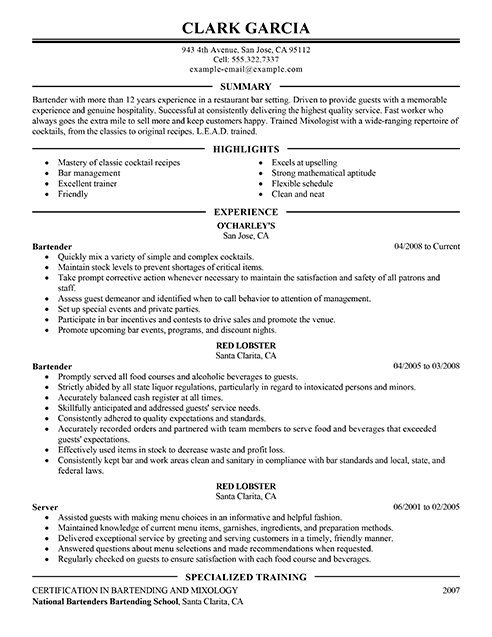 CLARK GARCIA
943 4th Avenue, San Jose, CA 95112
Cell: 555.322.7337
example-email@example.com
SUMMARY
Bartender with more than 12 years experience in a restaurant bar setting. Driven to provide guests with a memorable
experience and genuine hospitality. Successful at consistently delivering the highest quality service. Fast worker who
always goes the extra mile to sell more and keep customers happy. Trained Mixologist with a wide-ranging repertoire of
cocktails, from the classics to original recipes. L.E.A.D. trained.
HIGHLIGHTS
• Mastery of classic cocktail recipes
• Bar management
• Excellent trainer
• Friendly
• Excels at upselling
• Strong mathematical aptitude
• Flexible schedule
• Clean and neat
EXPERIENCE
O'CHARLEY'S
San Jose, CA
Bartender 04/2008 to Current
• Quickly mix a variety of simple and complex cocktails.
• Maintain stock levels to prevent shortages of critical items.
• Take prompt corrective action whenever necessary to maintain the satisfaction and safety of all patrons and
staff.
• Assess guest demeanor and identified when to call behavior to attention of management.
• Set up special events and private parties.
• Participate in bar incentives and contests to drive sales and promote the venue.
• Promote upcoming bar events, programs, and discount nights.
RED LOBSTER
Santa Clarita, CA
Bartender 04/2005 to 03/2008
• Promptly served all food courses and alcoholic beverages to guests.
• Strictly abided by all state liquor regulations, particularly in regard to intoxicated persons and minors.
• Accurately balanced cash register at all times.
• Skillfully anticipated and addressed guests' service needs.
• Consistently adhered to quality expectations and standards.
• Accurately recorded orders and partnered with team members to serve food and beverages that exceeded
guests' expectations.
• Effectively used items in stock to decrease waste and profit loss.
• Consistently kept bar and work areas clean and sanitary in compliance with bar standards and local, state, and
federal laws.
RED LOBSTER
Santa Clarita, CA
Server 06/2001 to 02/2005
• Assisted guests with making menu choices in an informative and helpful fashion.
• Maintained knowledge of current menu items, garnishes, ingredients, and preparation methods.
• Delivered exceptional service by greeting and serving customers in a timely, friendly manner.
• Answered questions about menu selections and made recommendations when requested.
• Regularly checked on guests to ensure satisfaction with each food course and beverages.
SPECIALIZED TRAINING
CERTIFICATION IN BARTENDING AND MIXOLOGY 2007
National Bartenders Bartending School, Santa Clarita, CA